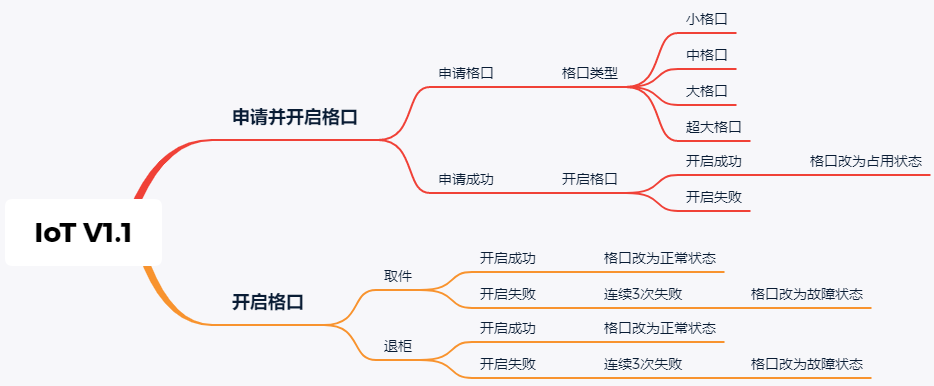 IoT V1.1
申请并开启格口
申请格口
格口类型
小格口
中格口
大格口
超大格口
申请成功
开启格口
开启成功
格口改为占用状态
开启失败
开启格口
取件
开启成功
格口改为正常状态
开启失败
连续3次失败
格口改为故障状态
退柜
开启成功
格口改为正常状态
开启失败
连续3次失败
格口改为故障状态